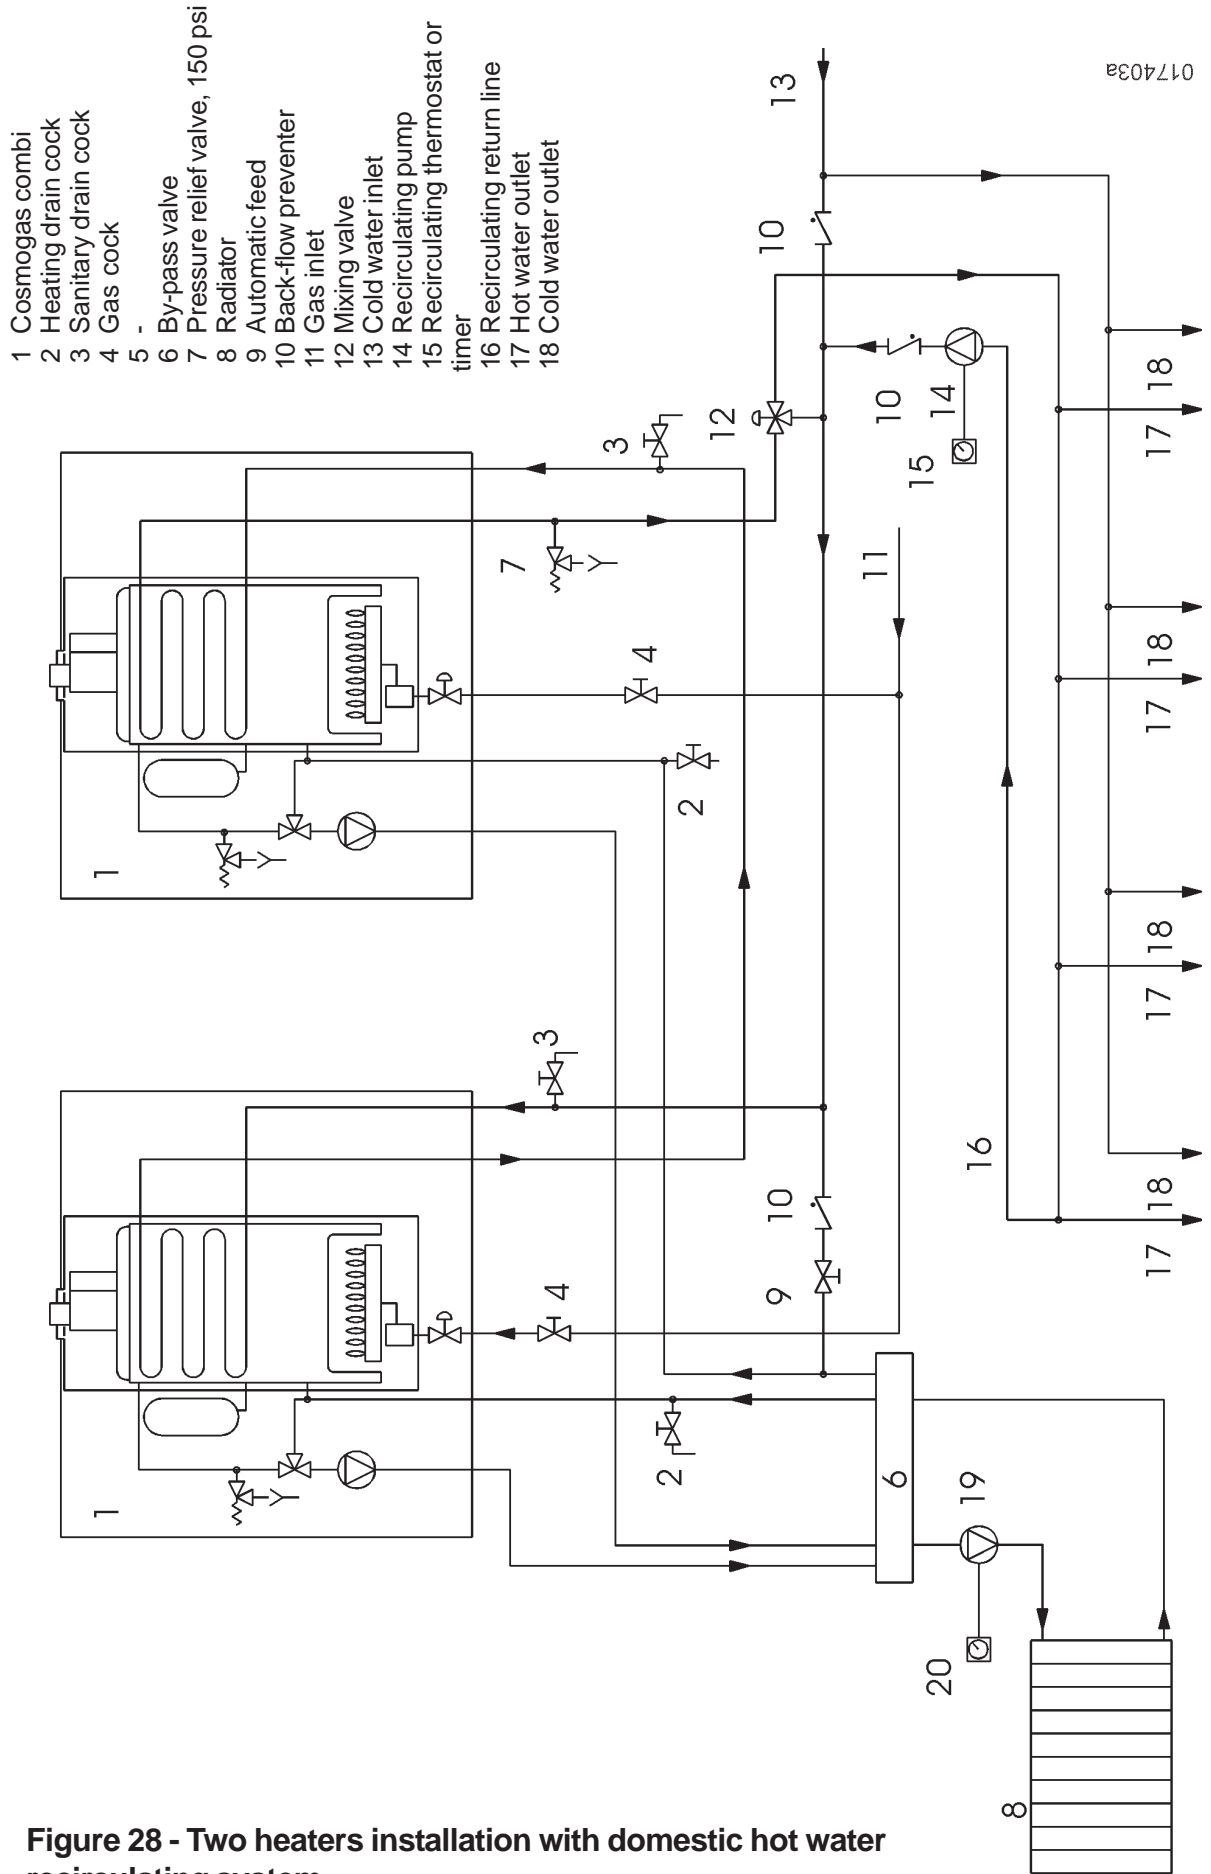 1 Cosmogas combi
2 Heating drain cock
3 Sanitary drain cock
4 Gas cock
5 -
6 By-pass valve
7 Pressure relief valve, 150 psi
8 Radiator
9 Automatic feed
10 Back-flow preventer
11 Gas inlet
12 Mixing valve
13 Cold water inlet
14 Recirculating pump
15 Recirculating thermostat or
timer
16 Recirculating return line
17 Hot water outlet
18 Cold water outlet
017403a
1
1
2
2
3
3
4
4
6
7
8
9
10
10
10
11
12
13
14
15
16
17
18
17
18
17
18
17
18
19
20
Figure 28 - Two heaters installation with domestic hot water